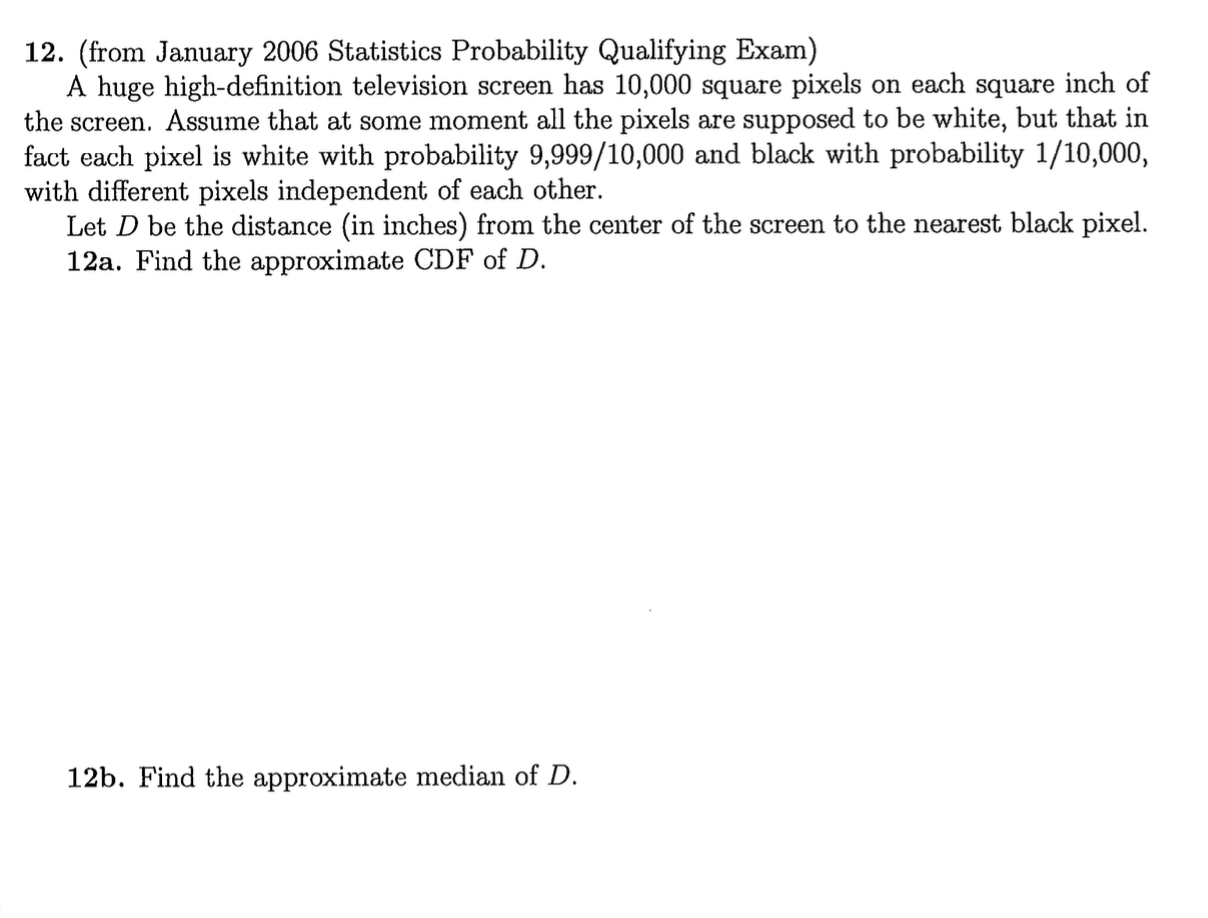 12. (from January 2006 Statistics Probability Qualifying Exam)
A huge high-definition television screen has 10,000 square pixels on each square inch of
the screen. Assume that at some moment all the pixels are supposed to be white, but that in
fact each pixel is white with probability 9,999/10,000 and black with probability 1/10,000,
with different pixels independent of each other.
Let D be the distance (in inches) from the center of the screen to the nearest black pixel.
12a. Find the approximate CDF of D.
12b. Find the approximate median of D.